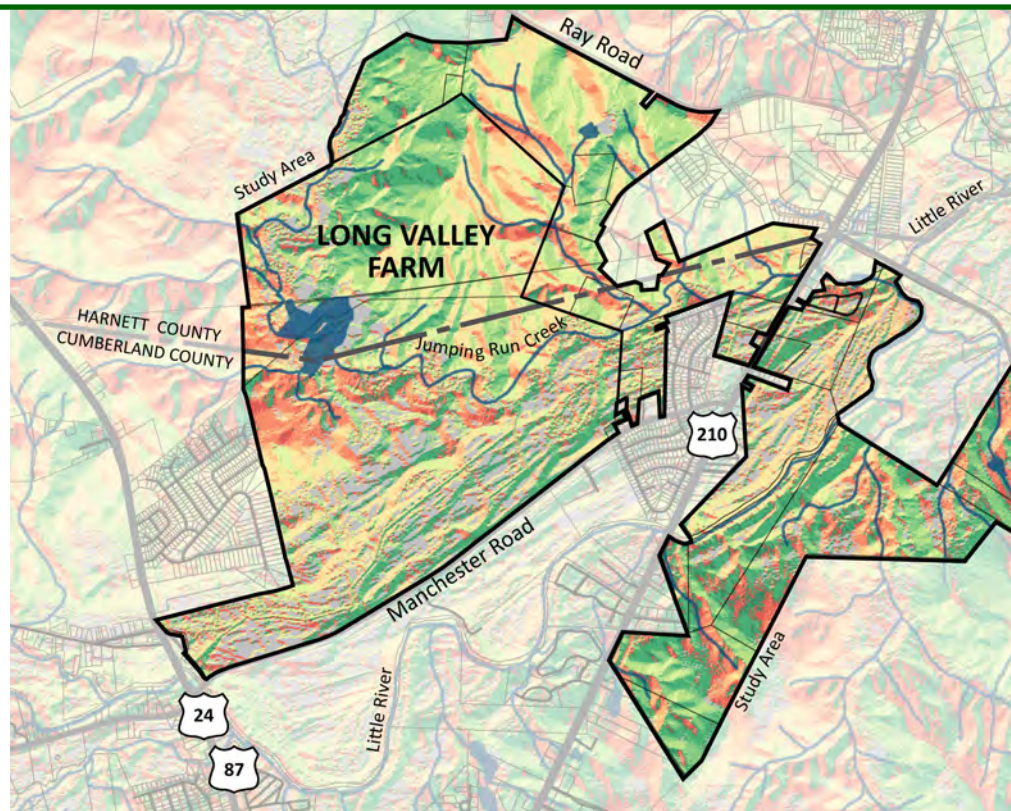 Ray Road
Study Area
Little River
LONG VALLEY
FARM
HARNETT COUNTY
CUMBERLAND COUNTY
Jumping Run Creek
210
Manchester Road
Study Area
Little River
24
87